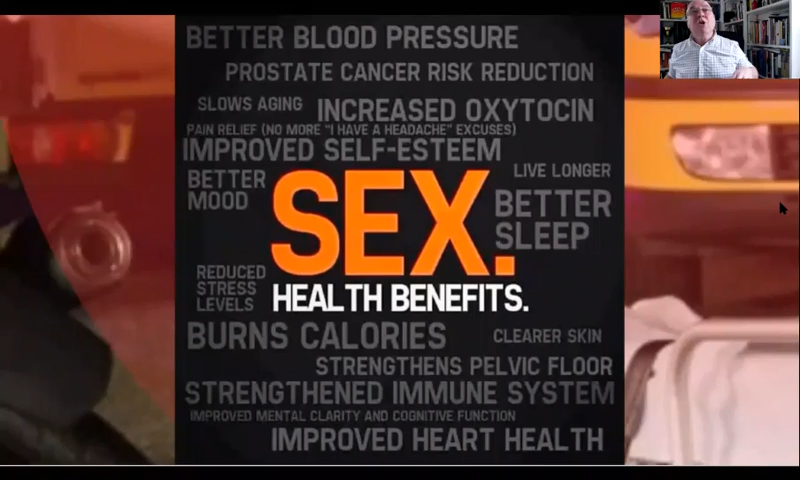 BETTER BLOOD PRESSURE
PROSTATE CANCER RISK REDUCTION
SLOWS AGING
INCREASED OXYTOCIN
PAIN RELIEF (NO MORE "I HAVE A HEADACHE" EXCUSES)
IMPROVED SELF-ESTEEM
LIVE LONGER
BETTER
MOOD
SEX.
BETTER
SLEEP
REDUCED
STRESS
LEVELS
HEALTH BENEFITS.
BURNS CALORIES
CLEARER SKIN
STRENGTHENS PELVIC FLOOR
STRENGTHENED IMMUNE SYSTEM
IMPROVED MENTAL CLARITY AND COGNITIVE FUNCTION
IMPROVED HEART HEALTH